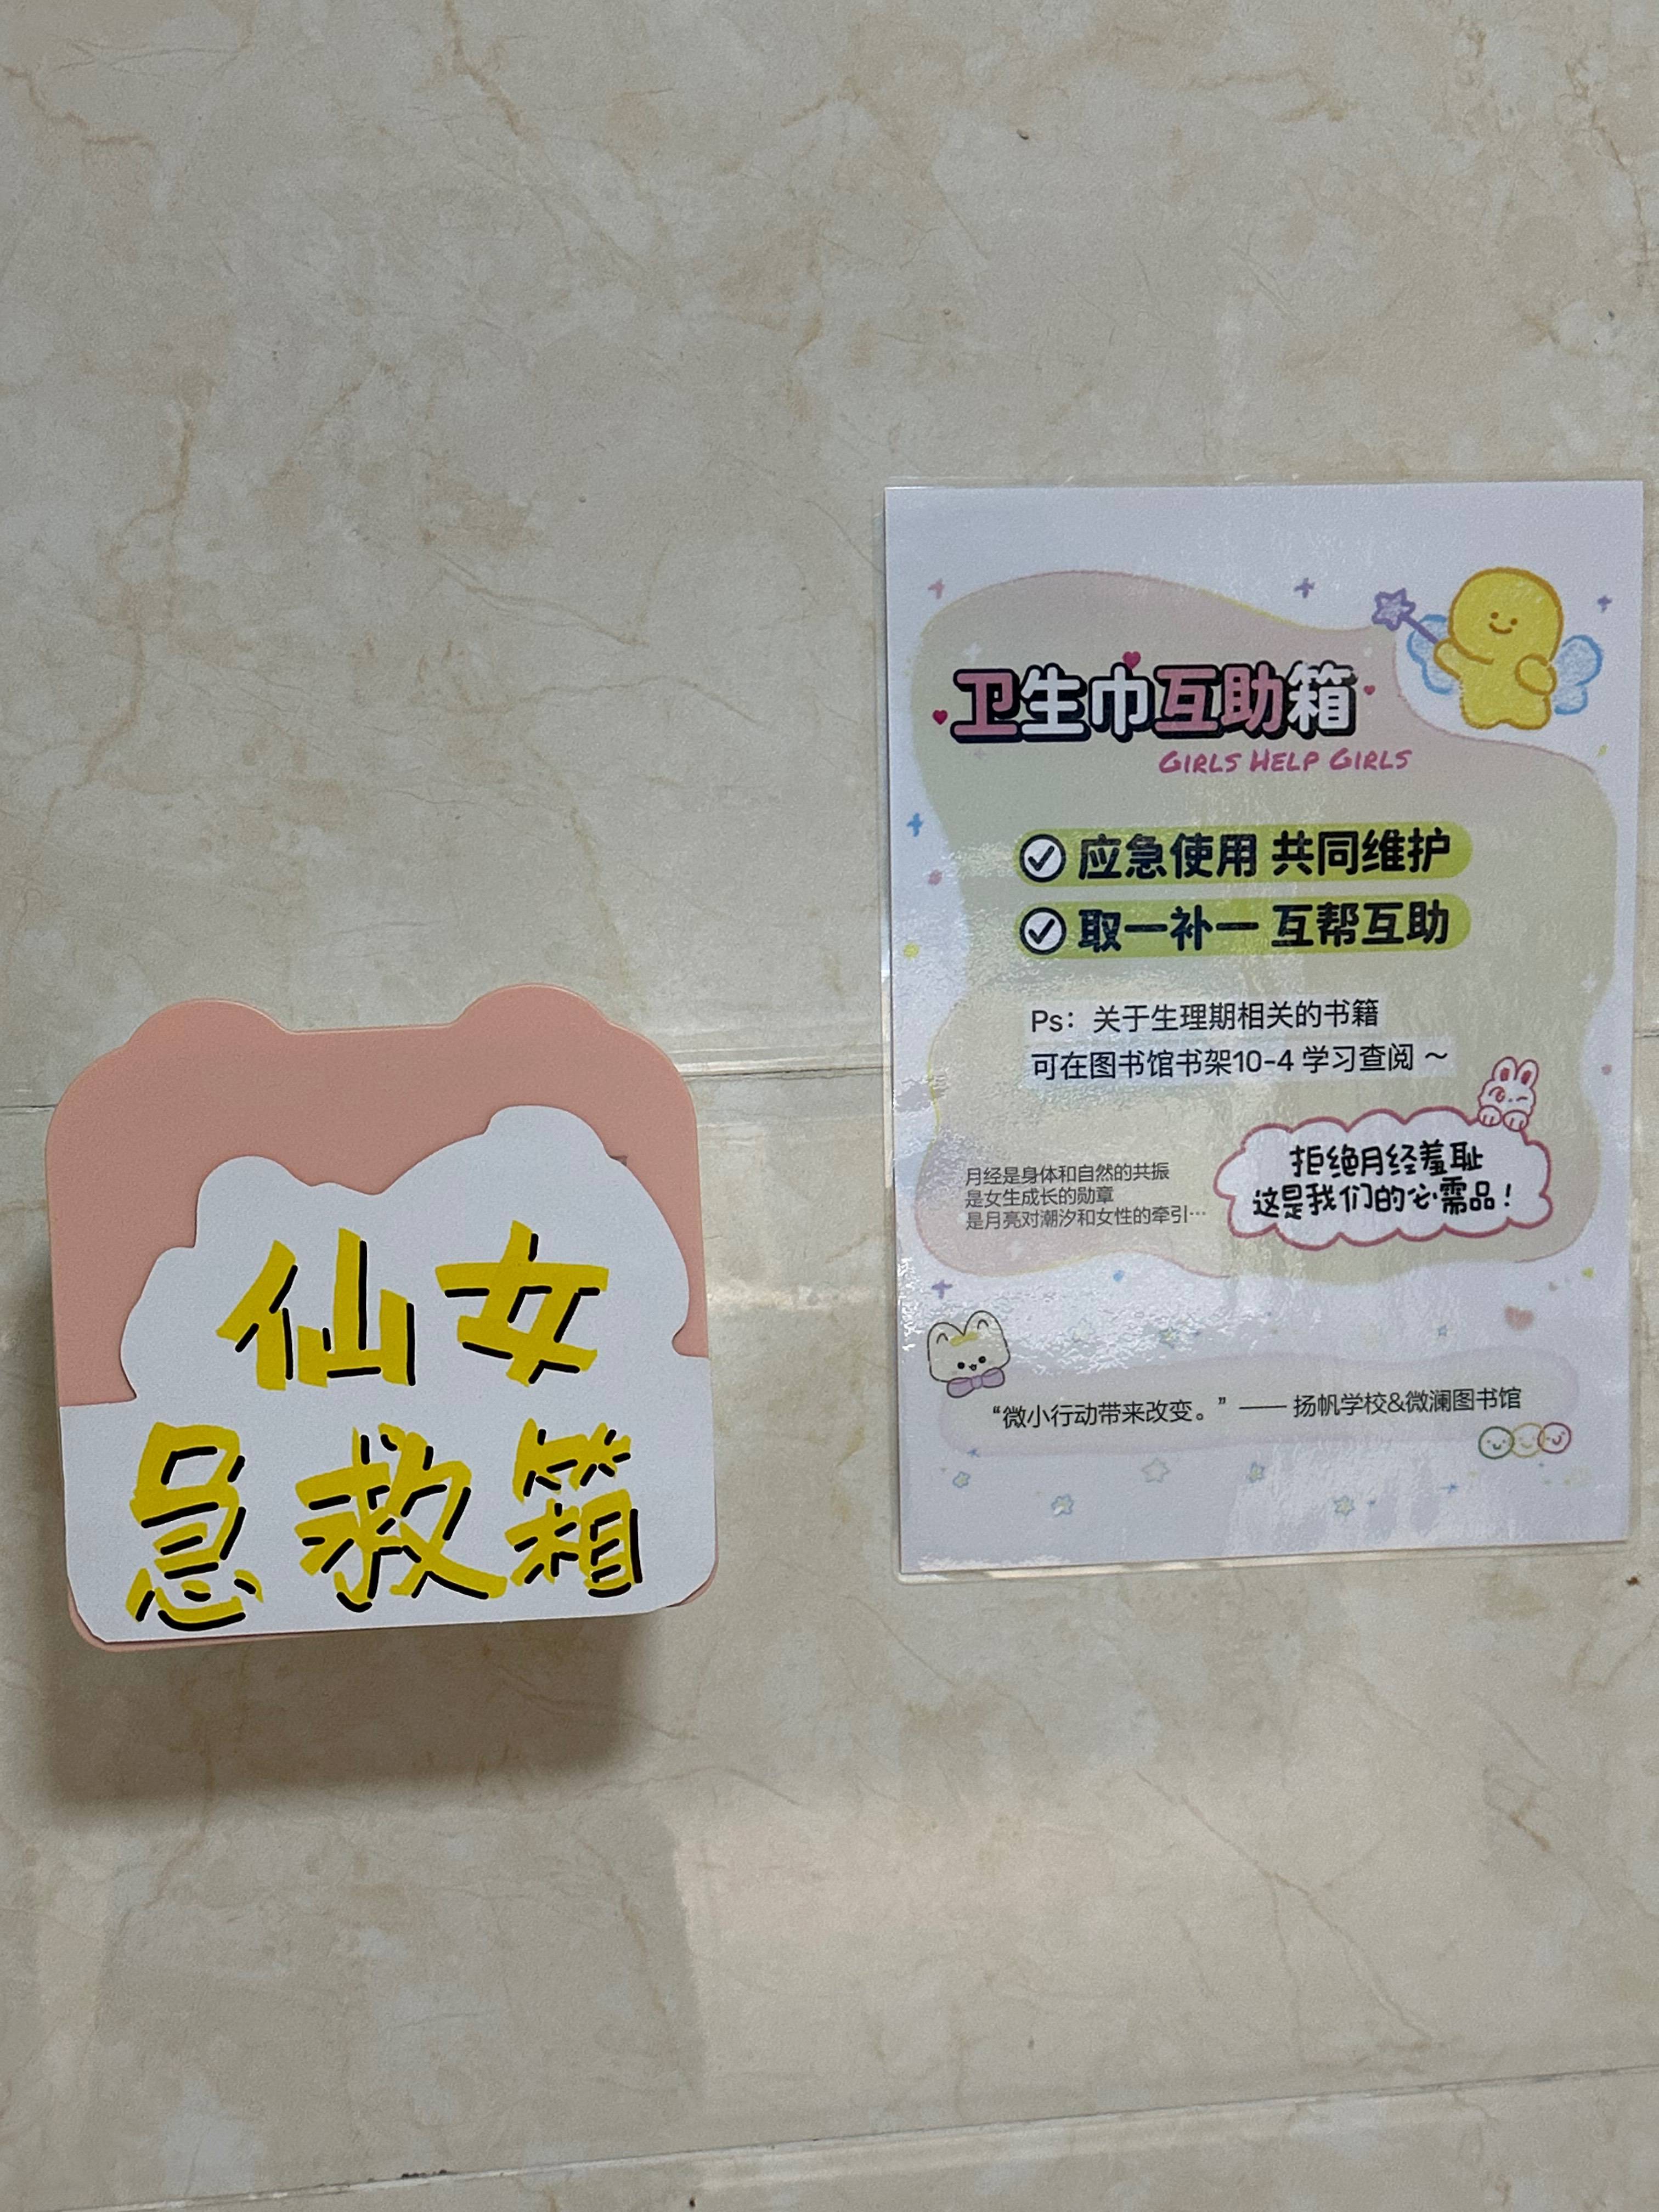 仙女
急救箱
卫生巾互助箱
GIRLS HELP GIRLS
应急使用 共同维护
取一补一 互帮互助
Ps：关于生理期相关的书籍
可在图书馆书架10-4 学习查阅 ～
月经是身体和自然的共振
是女生成长的勋章
是月亮对潮汐和女性的牵引…
拒绝月经羞耻
这是我们的必需品！
“微小行动带来改变。” —— 扬帆学校&微澜图书馆